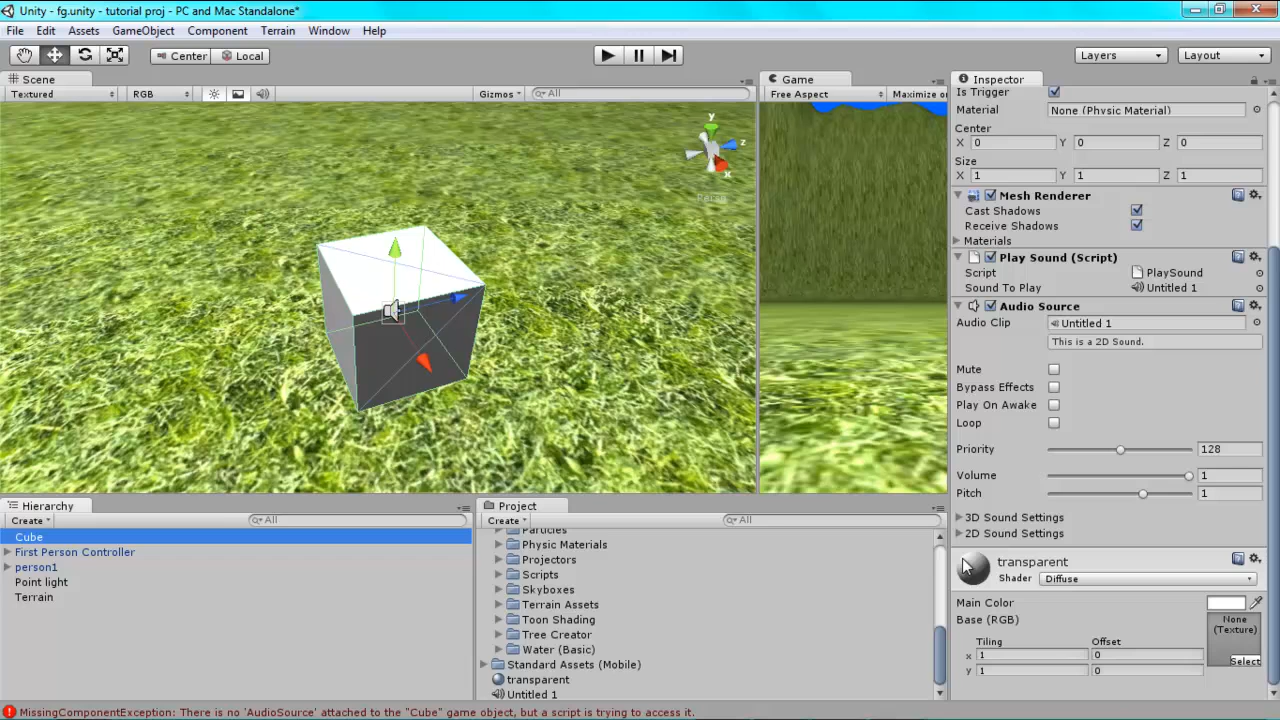 Unity - fg.unity - tutorial proj - PC and Mac Standalone*
File Edit Assets GameObject Component Terrain Window Help
Center Local Layers Layout
Scene
Textured RGB Gizmos All
y
z
x
Persp
Game
Free Aspect Maximize on
Inspector
Is Trigger
Material None (Physic Material)
Center
X 0 Y 0 Z 0
Size
X 1 Y 1 Z 1
Mesh Renderer
Cast Shadows
Receive Shadows
Materials
Play Sound (Script)
Script PlaySound
Sound To Play Untitled 1
Audio Source
Audio Clip Untitled 1
This is a 2D Sound.
Mute
Bypass Effects
Play On Awake
Loop
Priority 128
Volume 1
Pitch 1
3D Sound Settings
2D Sound Settings
transparent
Shader Diffuse
Main Color
Base (RGB)
None
(Texture)
Select
Tiling Offset
x 1 0
y 1 0
Hierarchy
Create All
Cube
First Person Controller
person1
Point light
Terrain
Project
Create All
Particles
Physic Materials
Projectors
Scripts
Skyboxes
Terrain Assets
Toon Shading
Tree Creator
Water (Basic)
Standard Assets (Mobile)
transparent
Untitled 1
MissingComponentException: There is no 'AudioSource' attached to the "Cube" game object, but a script is trying to access it.